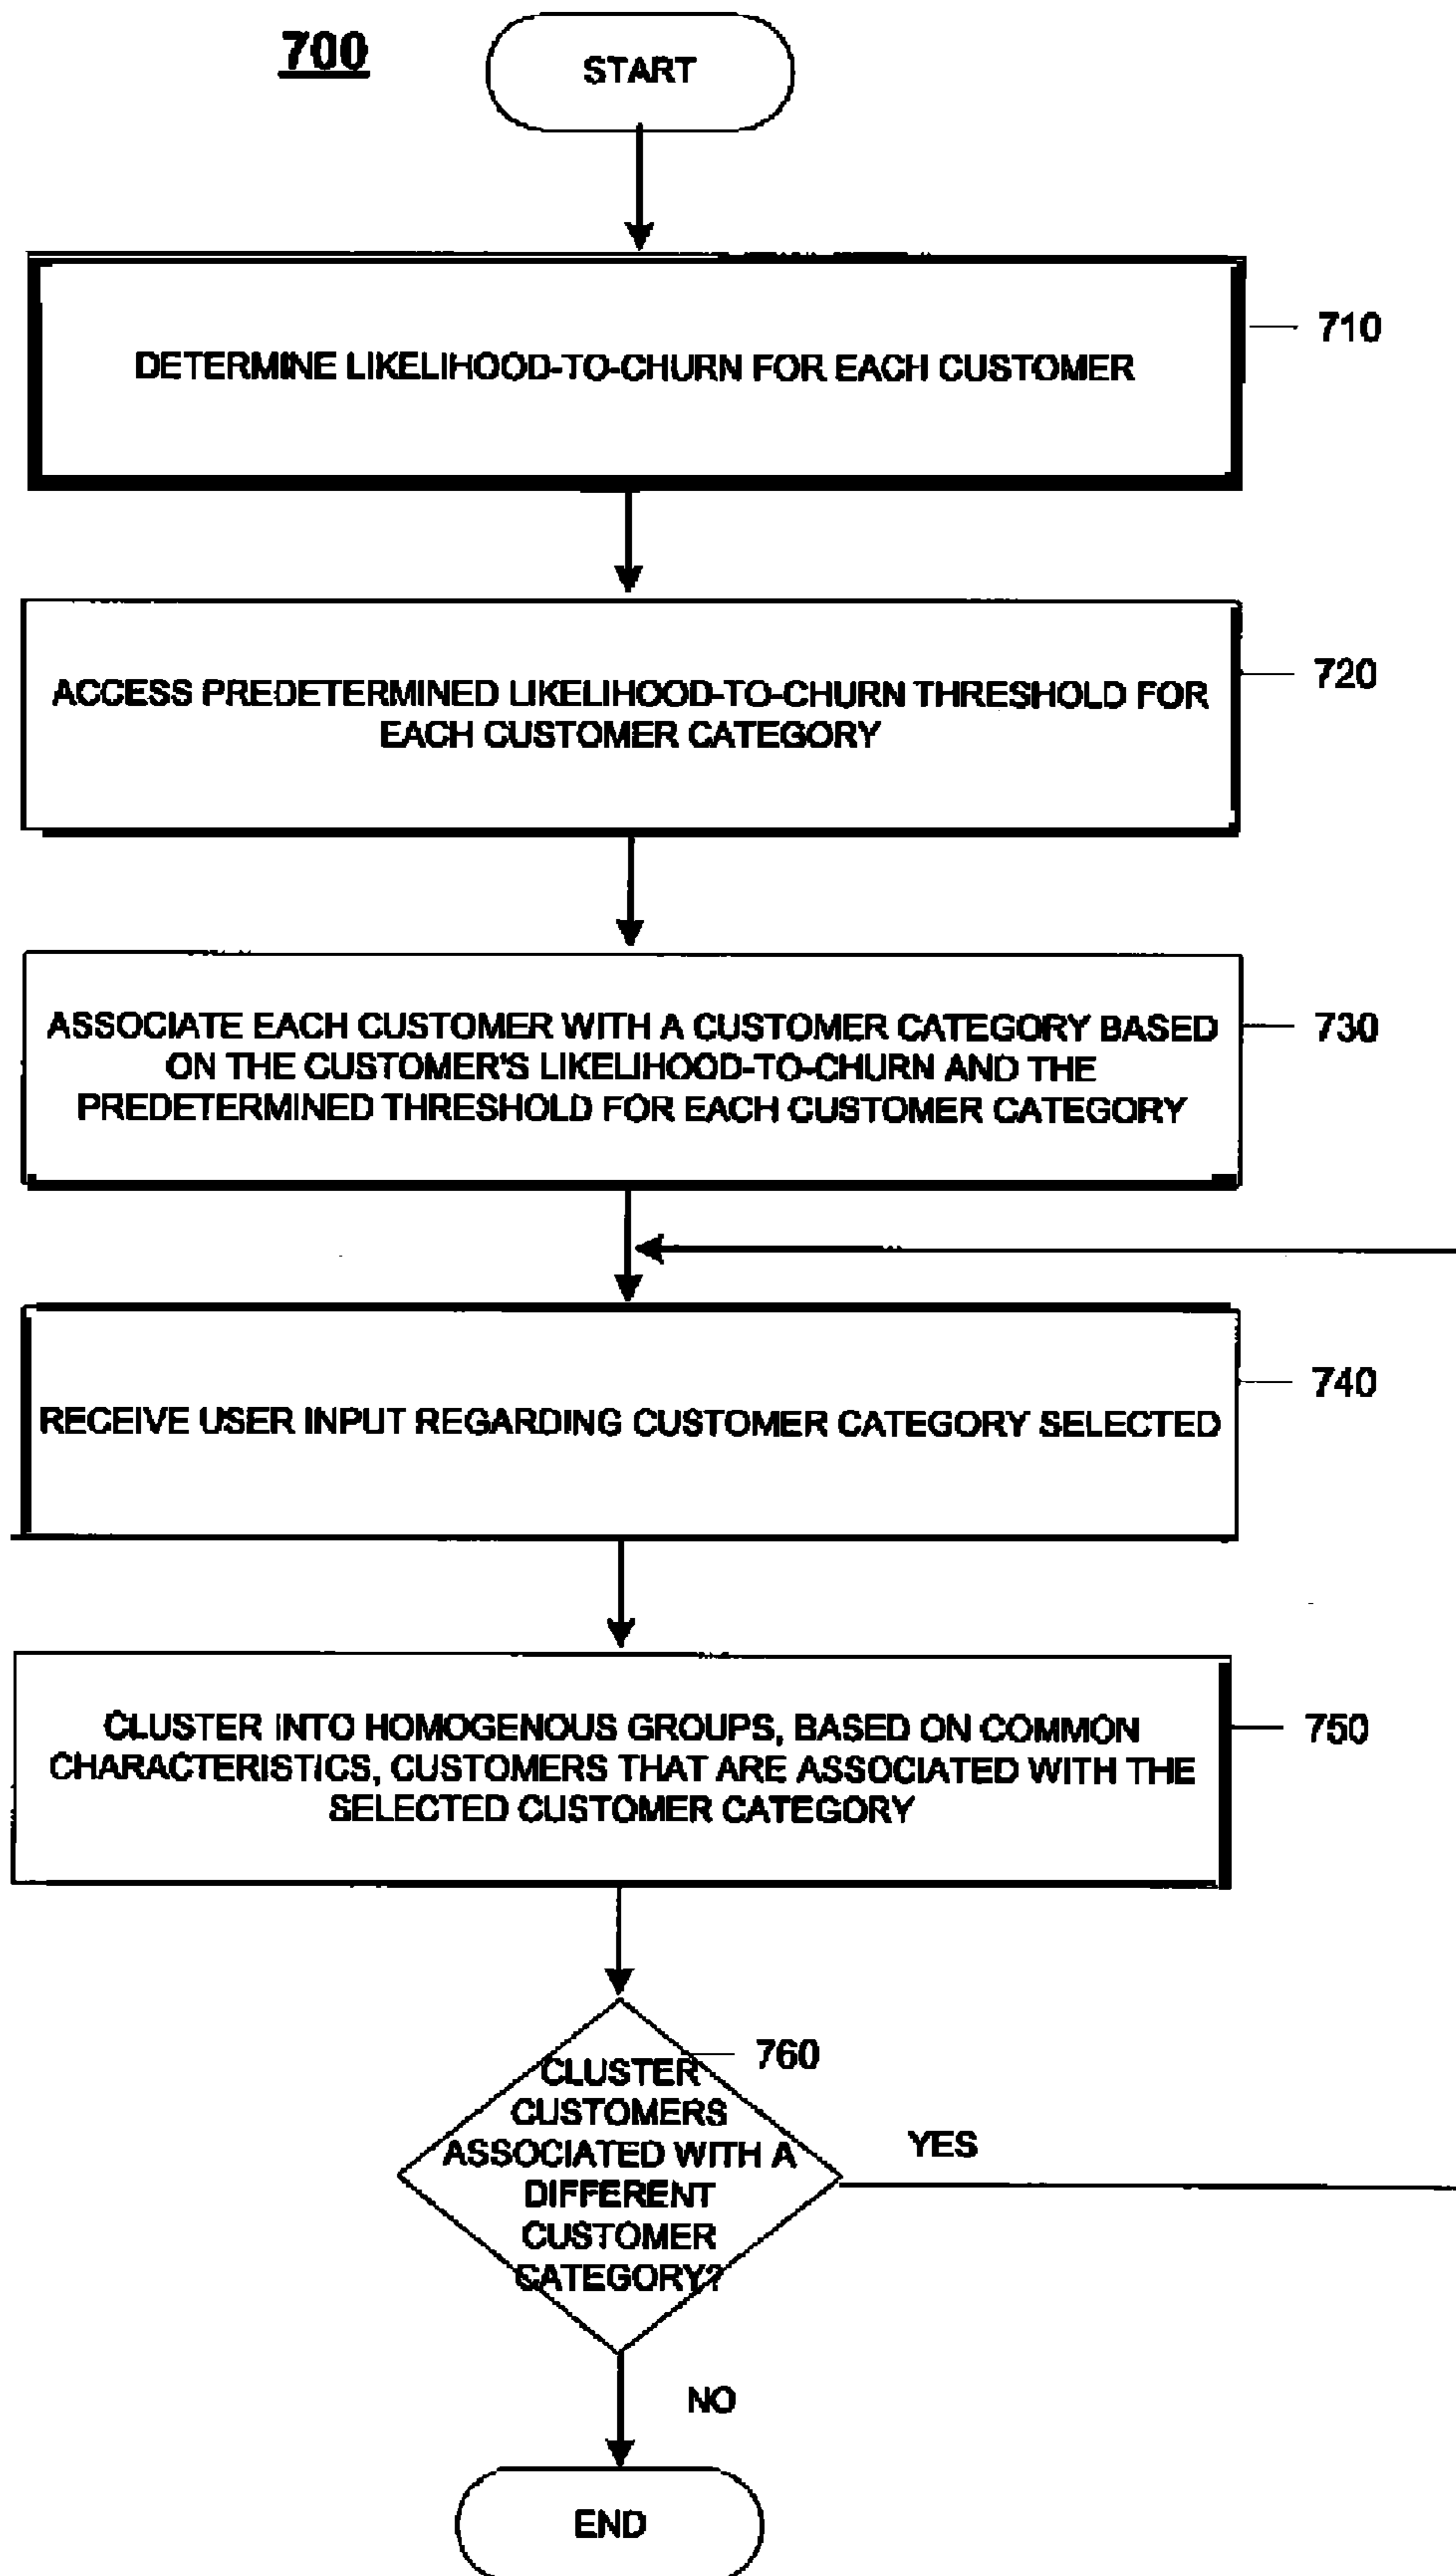 700
START
DETERMINE LIKELIHOOD-TO-CHURN FOR EACH CUSTOMER
710
ACCESS PREDETERMINED LIKELIHOOD-TO-CHURN THRESHOLD FOR
EACH CUSTOMER CATEGORY
720
ASSOCIATE EACH CUSTOMER WITH A CUSTOMER CATEGORY BASED
ON THE CUSTOMER'S LIKELIHOOD-TO-CHURN AND THE
PREDETERMINED THRESHOLD FOR EACH CUSTOMER CATEGORY
730
RECEIVE USER INPUT REGARDING CUSTOMER CATEGORY SELECTED
740
CLUSTER INTO HOMOGENOUS GROUPS, BASED ON COMMON
CHARACTERISTICS, CUSTOMERS THAT ARE ASSOCIATED WITH THE
SELECTED CUSTOMER CATEGORY
750
760
CLUSTER
CUSTOMERS
ASSOCIATED WITH A
DIFFERENT
CUSTOMER
CATEGORY?
YES
NO
END